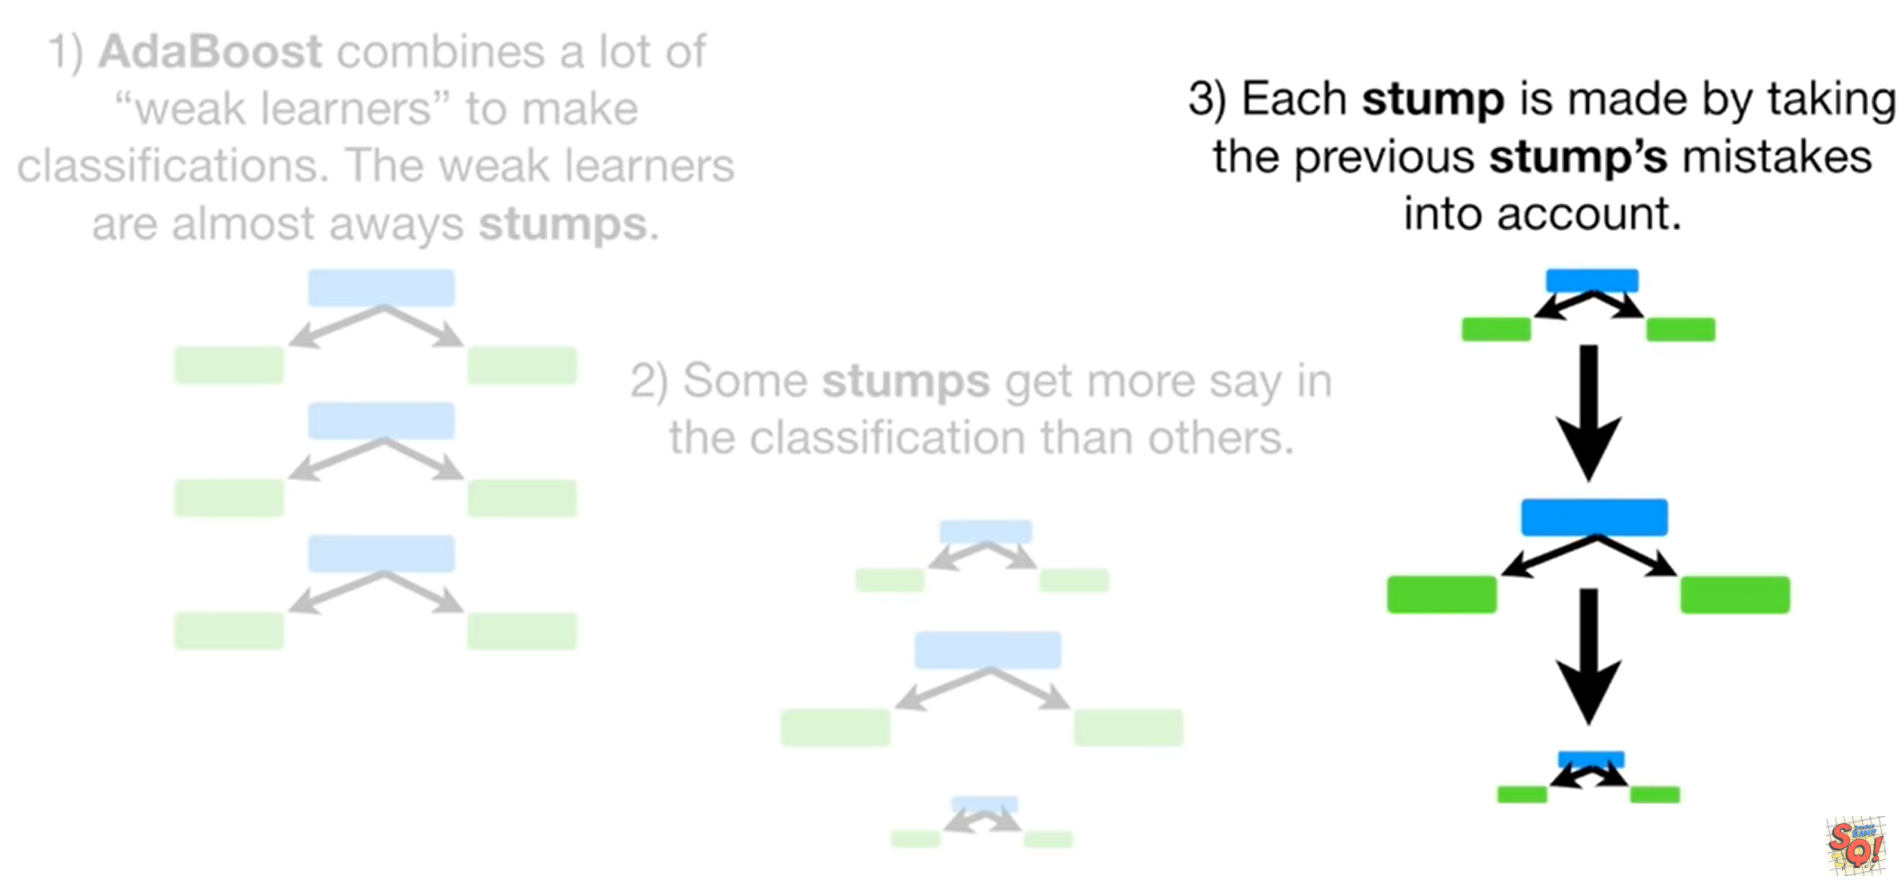 1) AdaBoost combines a lot of
“weak learners” to make
classifications. The weak learners
are almost aways stumps.
2) Some stumps get more say in
the classification than others.
3) Each stump is made by taking
the previous stump’s mistakes
into account.
SQ!